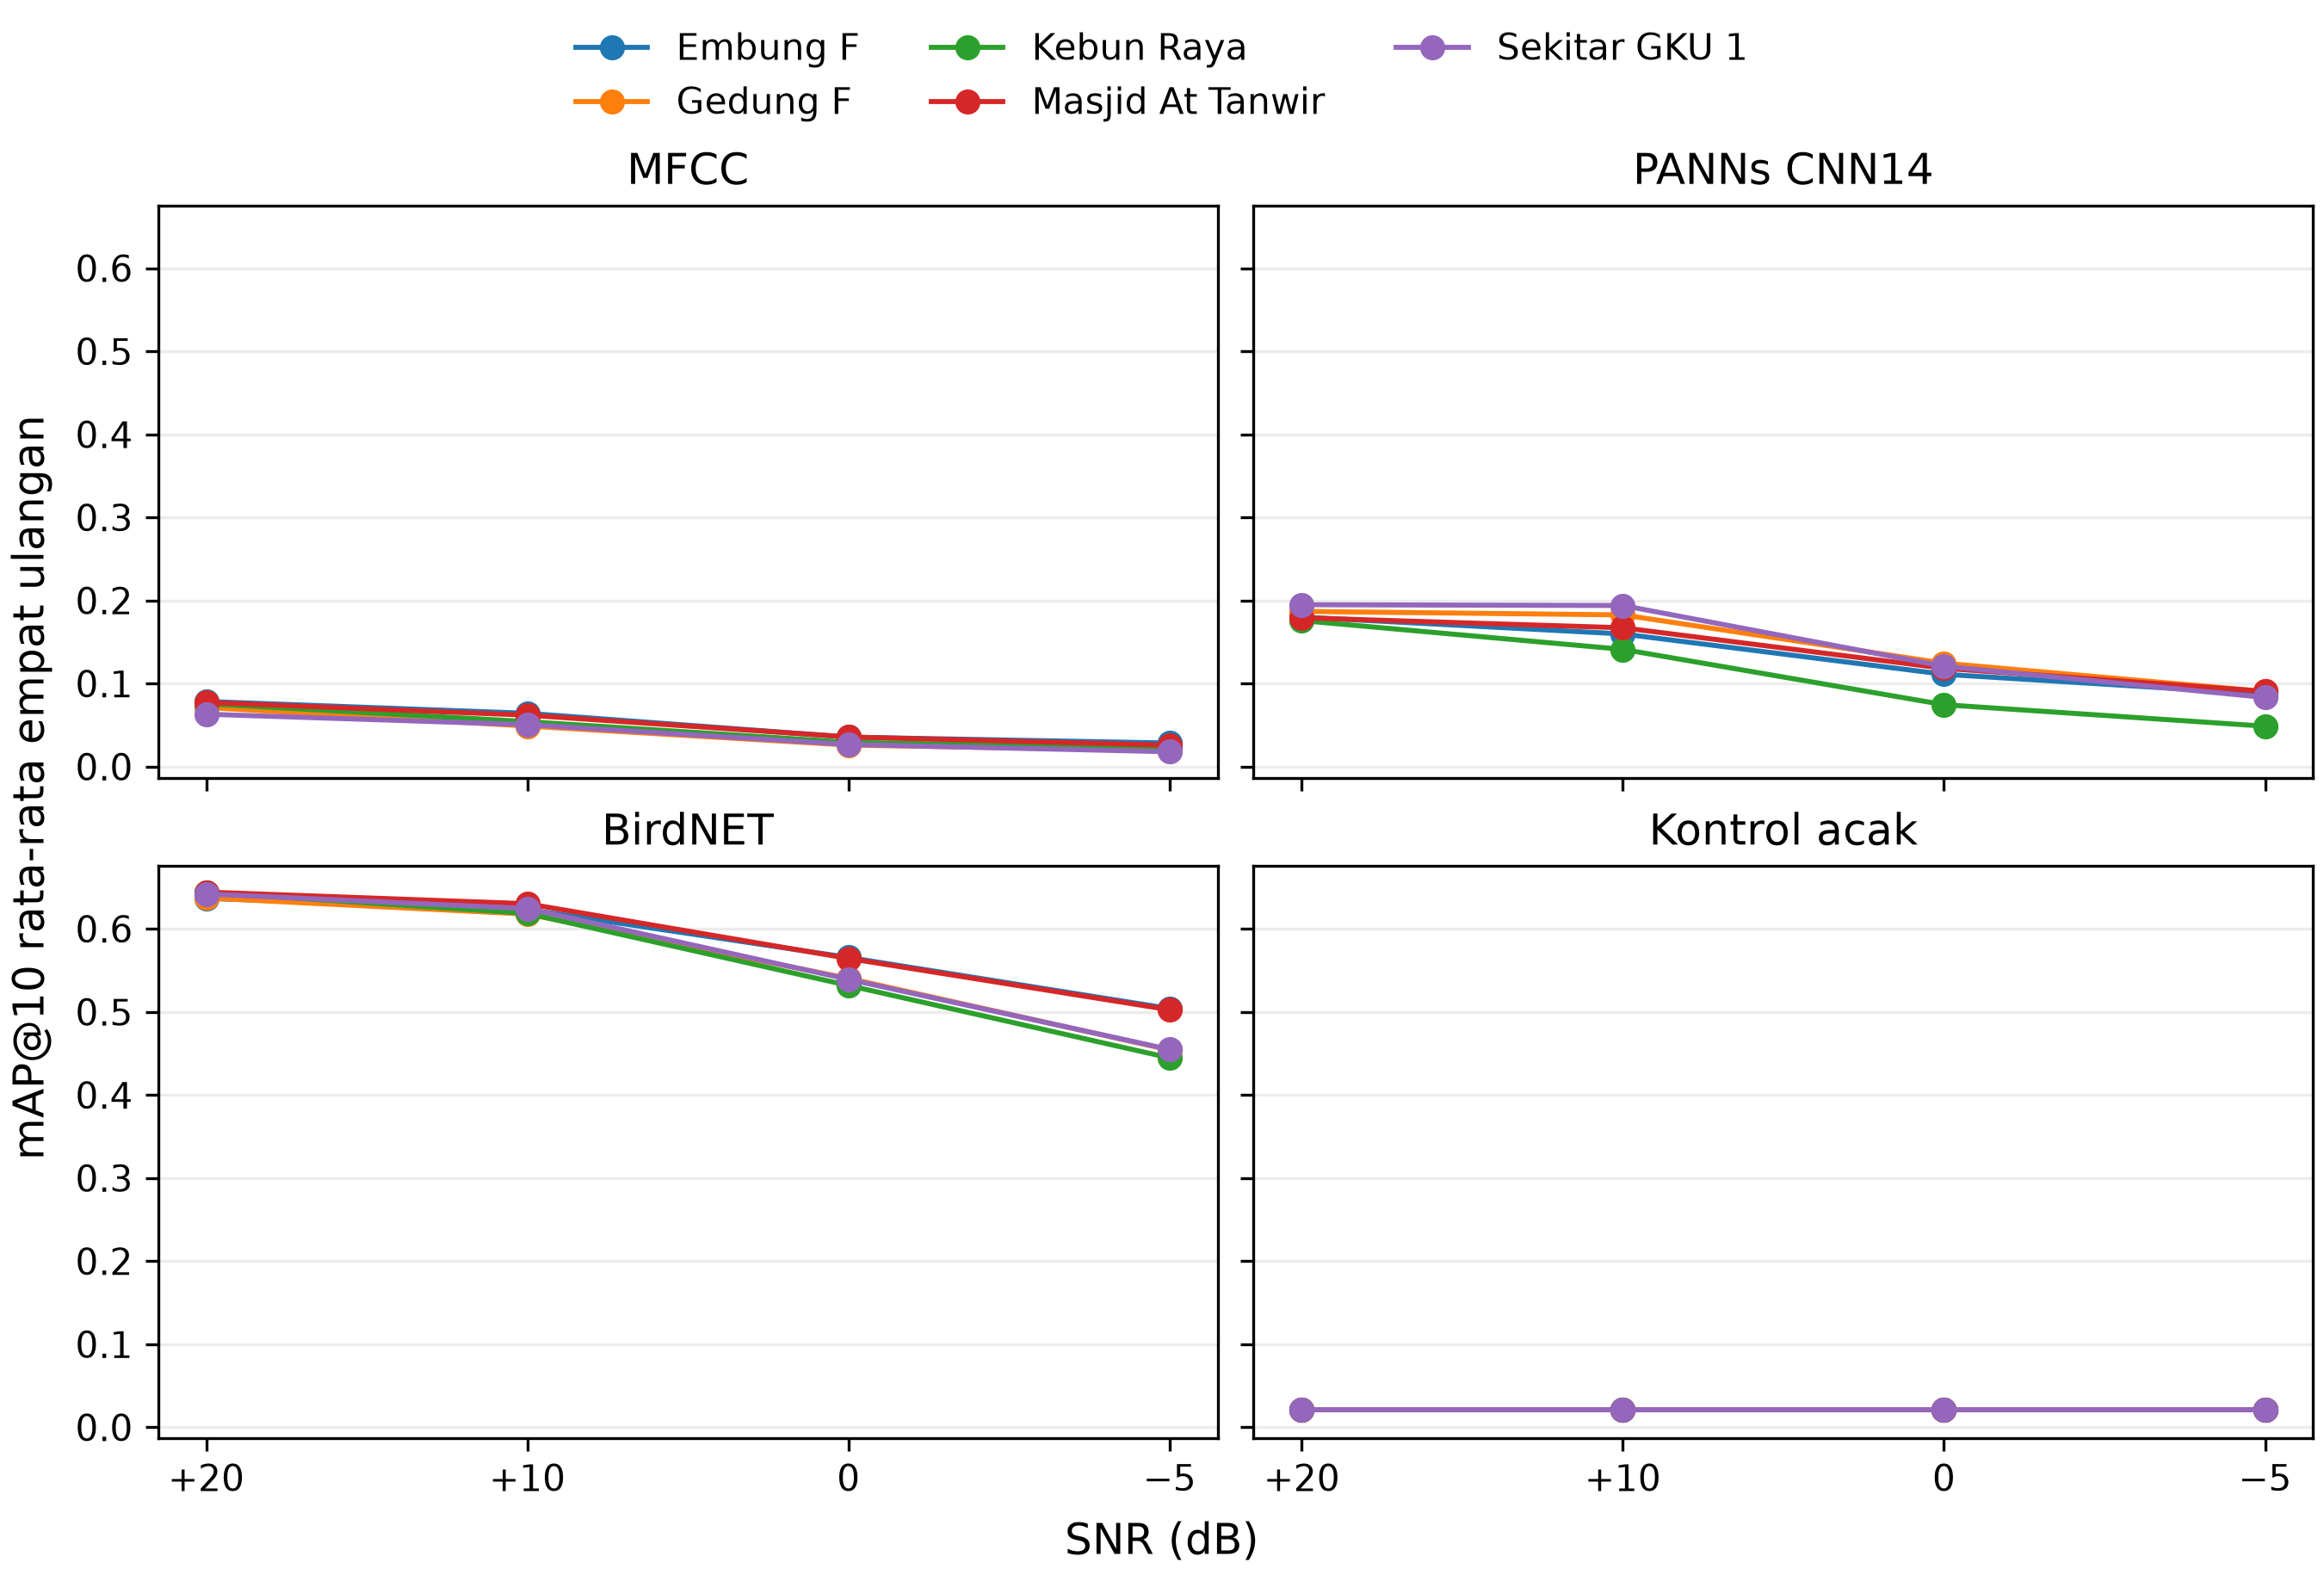 Embung F
Gedung F
Kebun Raya
Masjid At Tanwir
Sekitar GKU 1
MFCC
PANNs CNN14
mAP@10 rata-rata empat ulangan
0.6
0.5
0.4
0.3
0.2
0.1
0.0
BirdNET
Kontrol acak
0.6
0.5
0.4
0.3
0.2
0.1
0.0
+20 +10 0 −5
+20 +10 0 −5
SNR (dB)